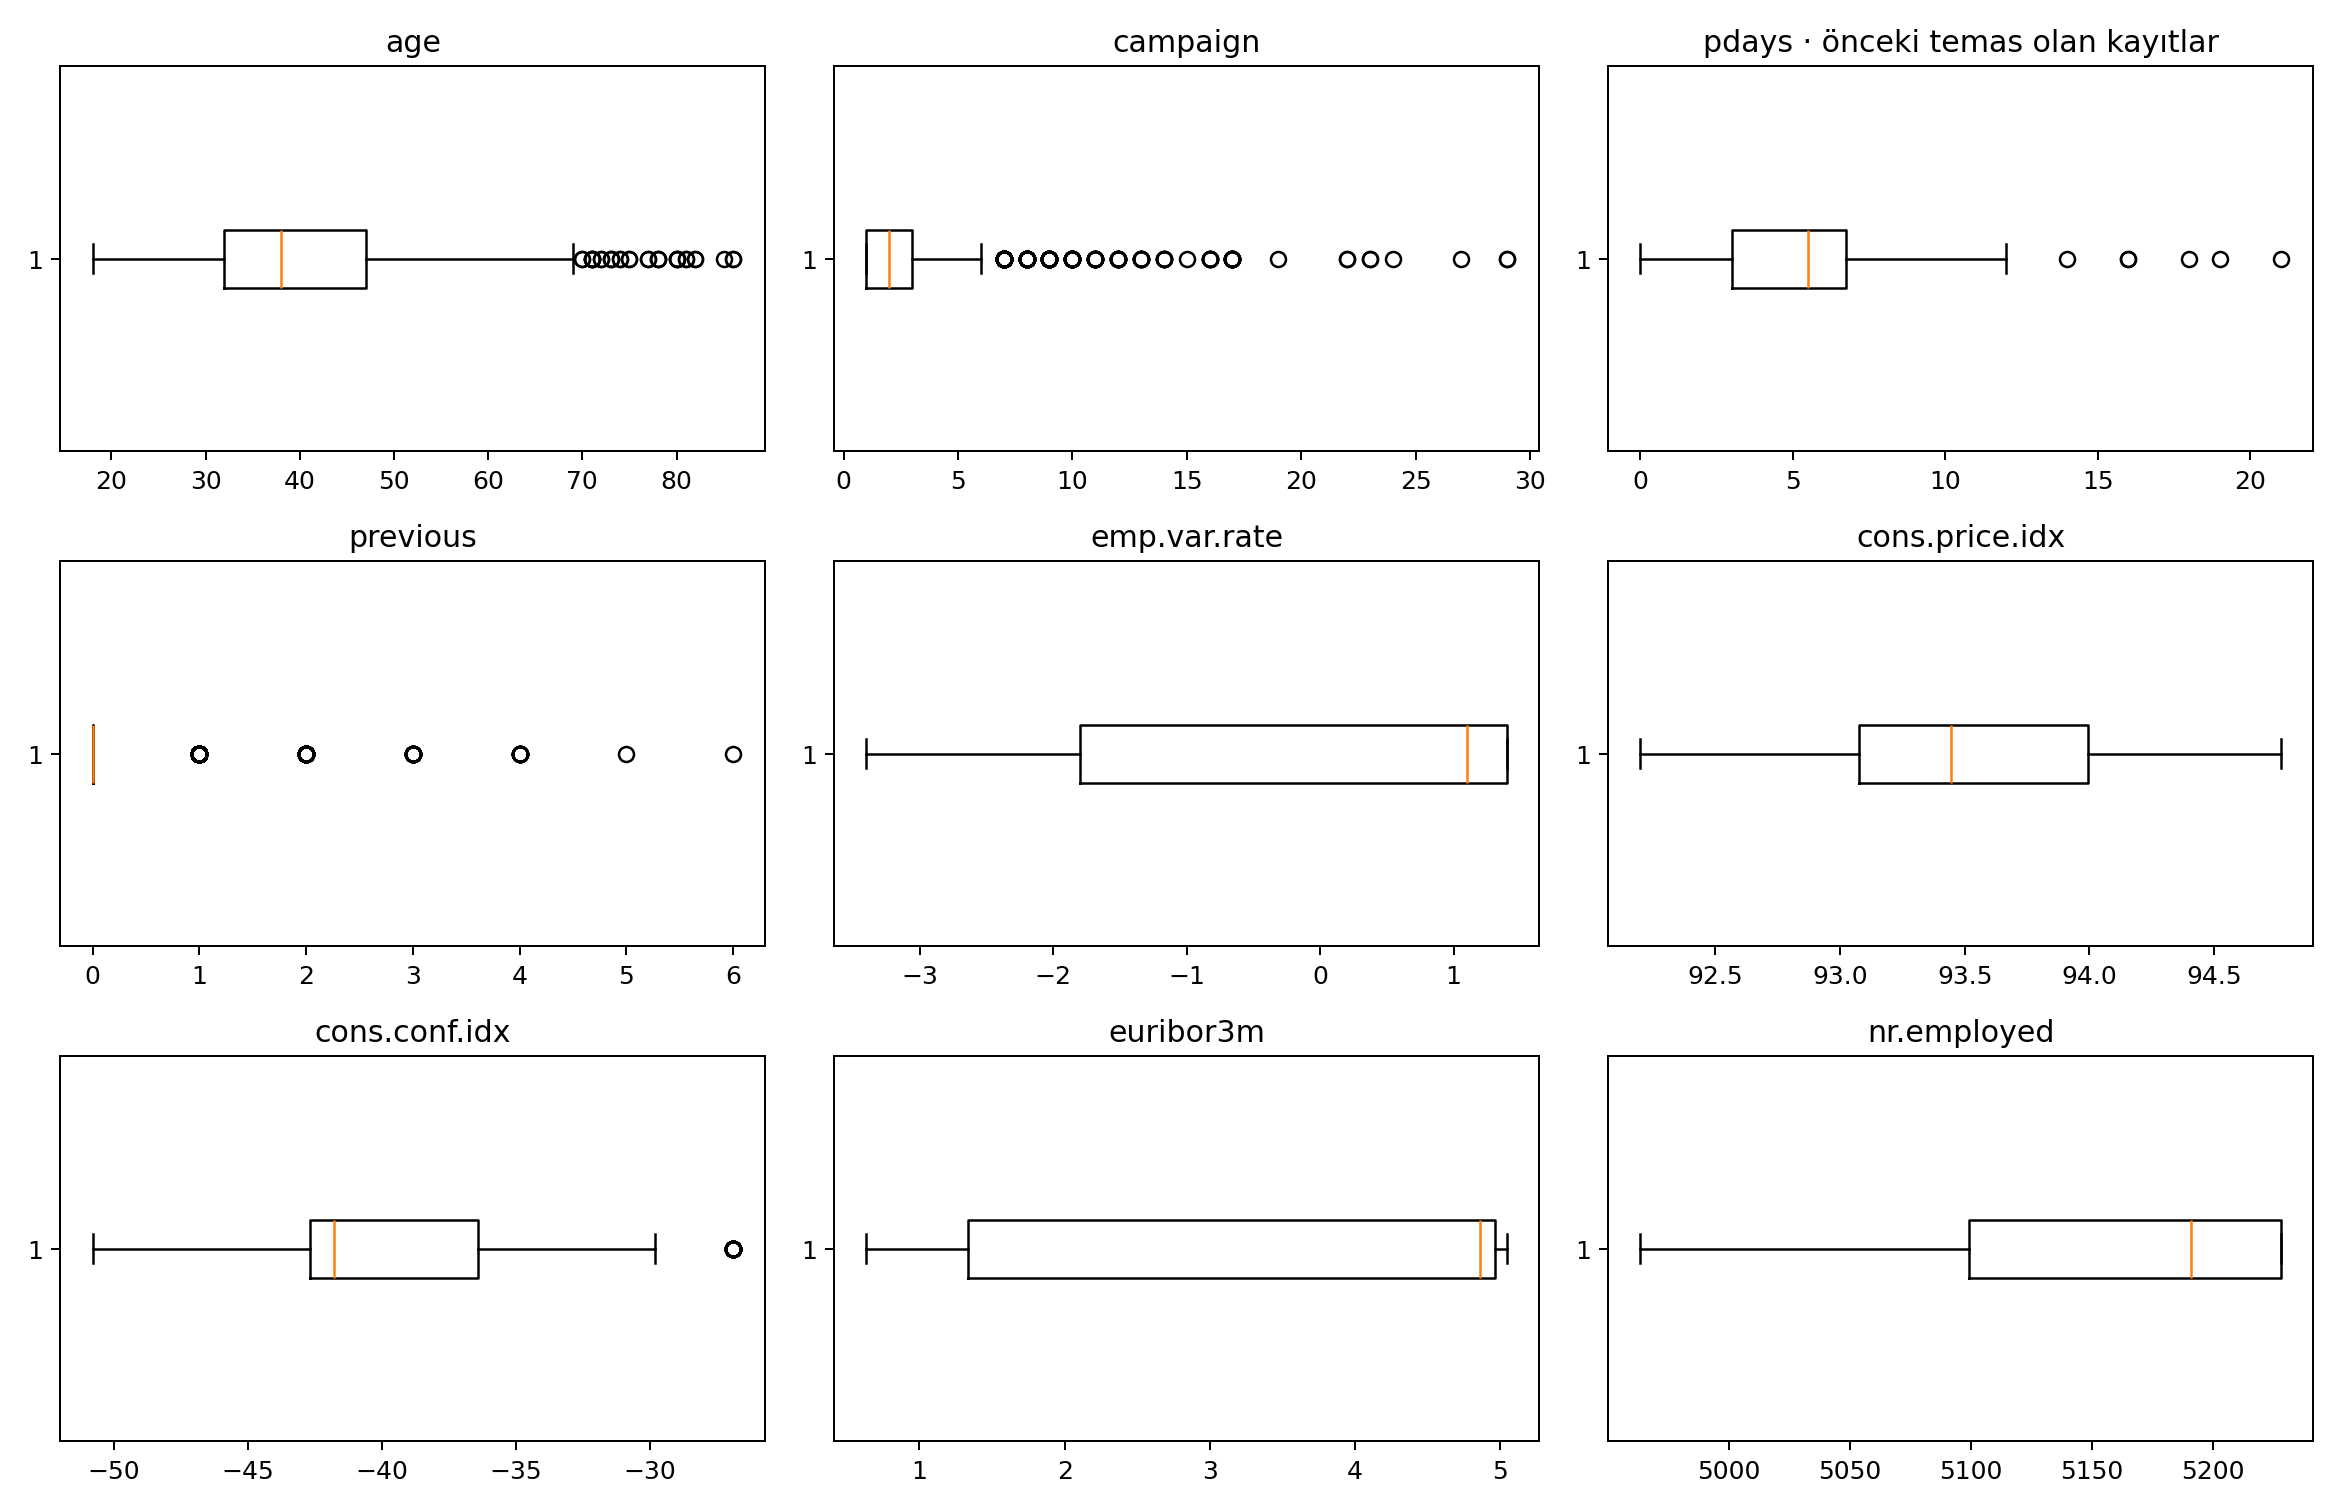 age
1
20 30 40 50 60 70 80
campaign
1
0 5 10 15 20 25 30
pdays · önceki temas olan kayıtlar
1
0 5 10 15 20
previous
1
0 1 2 3 4 5 6
emp.var.rate
1
−3 −2 −1 0 1
cons.price.idx
1
92.5 93.0 93.5 94.0 94.5
cons.conf.idx
1
−50 −45 −40 −35 −30
euribor3m
1
1 2 3 4 5
nr.employed
1
5000 5050 5100 5150 5200